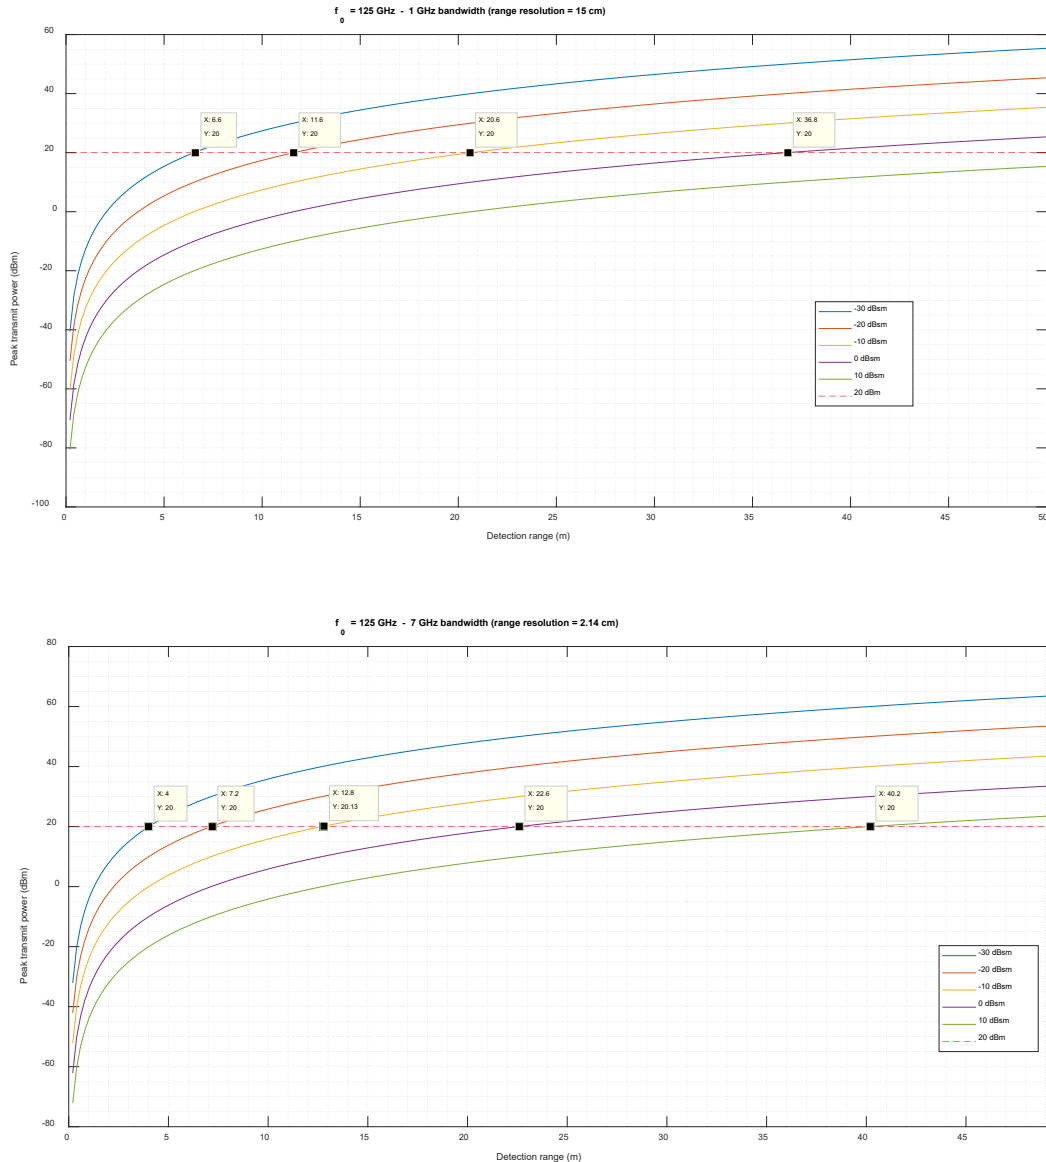 f0 = 125 GHz - 1 GHz bandwidth (range resolution = 15 cm)
60
40
20
0
-20
-40
-60
-80
-100
Peak transmit power (dBm)
X: 6.6
Y: 20
X: 11.6
Y: 20
X: 20.6
Y: 20
X: 36.8
Y: 20
-30 dBsm
-20 dBsm
-10 dBsm
0 dBsm
10 dBsm
20 dBm
0 5 10 15 20 25 30 35 40 45 50
Detection range (m)
f0 = 125 GHz - 7 GHz bandwidth (range resolution = 2.14 cm)
80
60
40
20
0
-20
-40
-60
-80
Peak transmit power (dBm)
X: 4
Y: 20
X: 7.2
Y: 20
X: 12.8
Y: 20.13
X: 22.6
Y: 20
X: 40.2
Y: 20
-30 dBsm
-20 dBsm
-10 dBsm
0 dBsm
10 dBsm
20 dBm
0 5 10 15 20 25 30 35 40 45
Detection range (m)